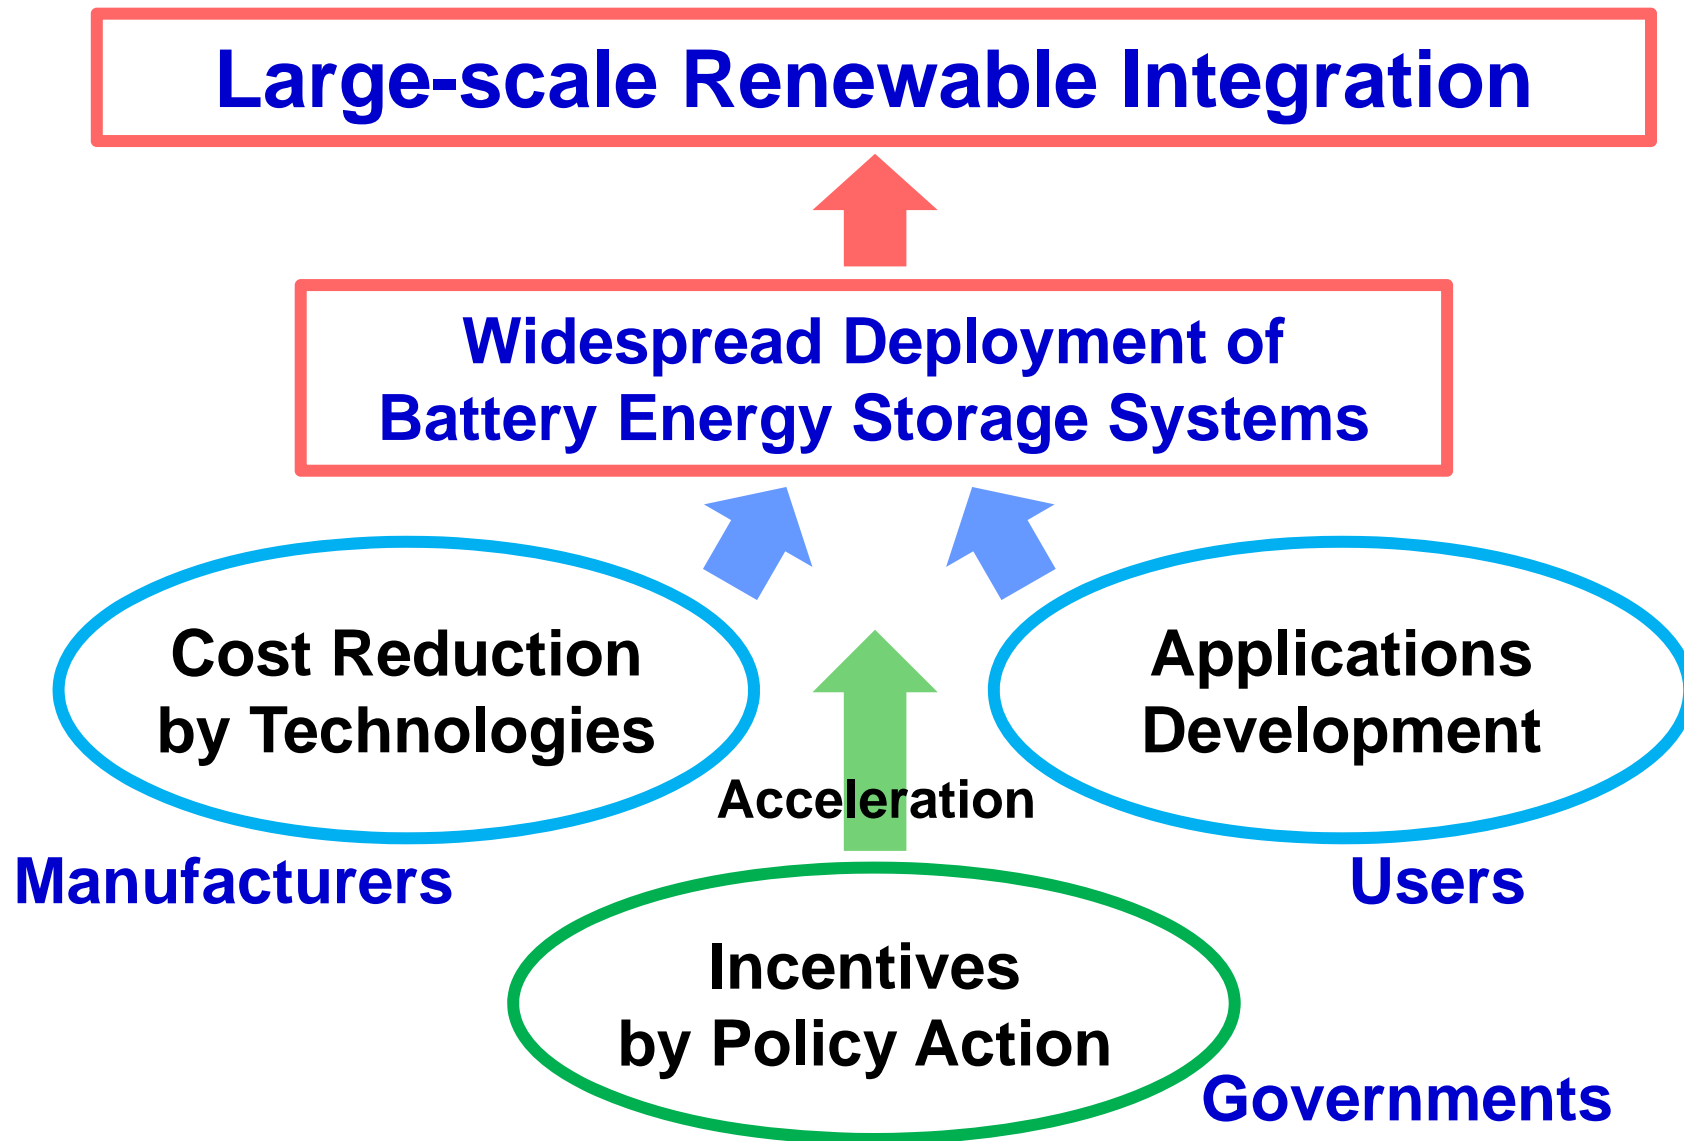 Large-scale Renewable Integration
Widespread Deployment of
Battery Energy Storage Systems
Cost Reduction
by Technologies
Applications
Development
Acceleration
Manufacturers
Users
Incentives
by Policy Action
Governments